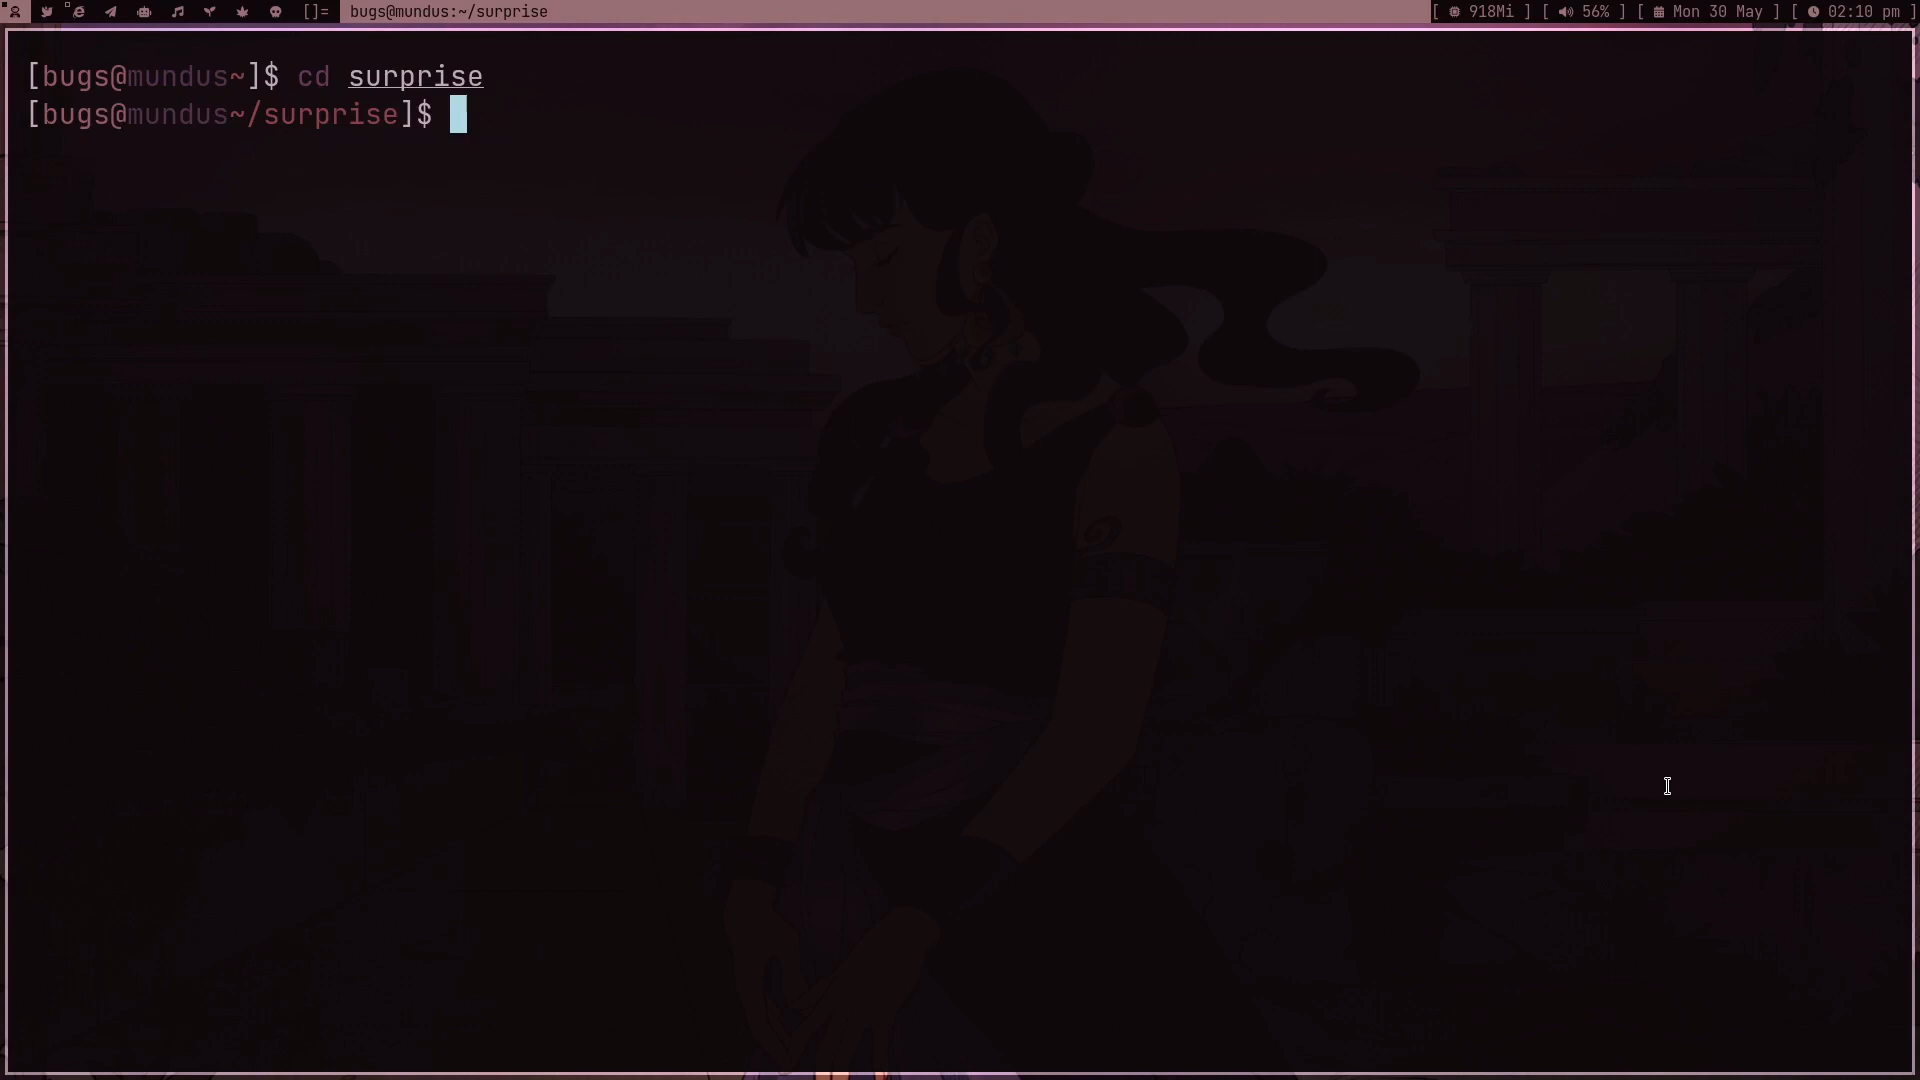 []= bugs@mundus:~/surprise [ 918Mi ] [ 56% ] [ Mon 30 May ] [ 02:10 pm ]
[bugs@mundus~]$ cd surprise
[bugs@mundus~/surprise]$